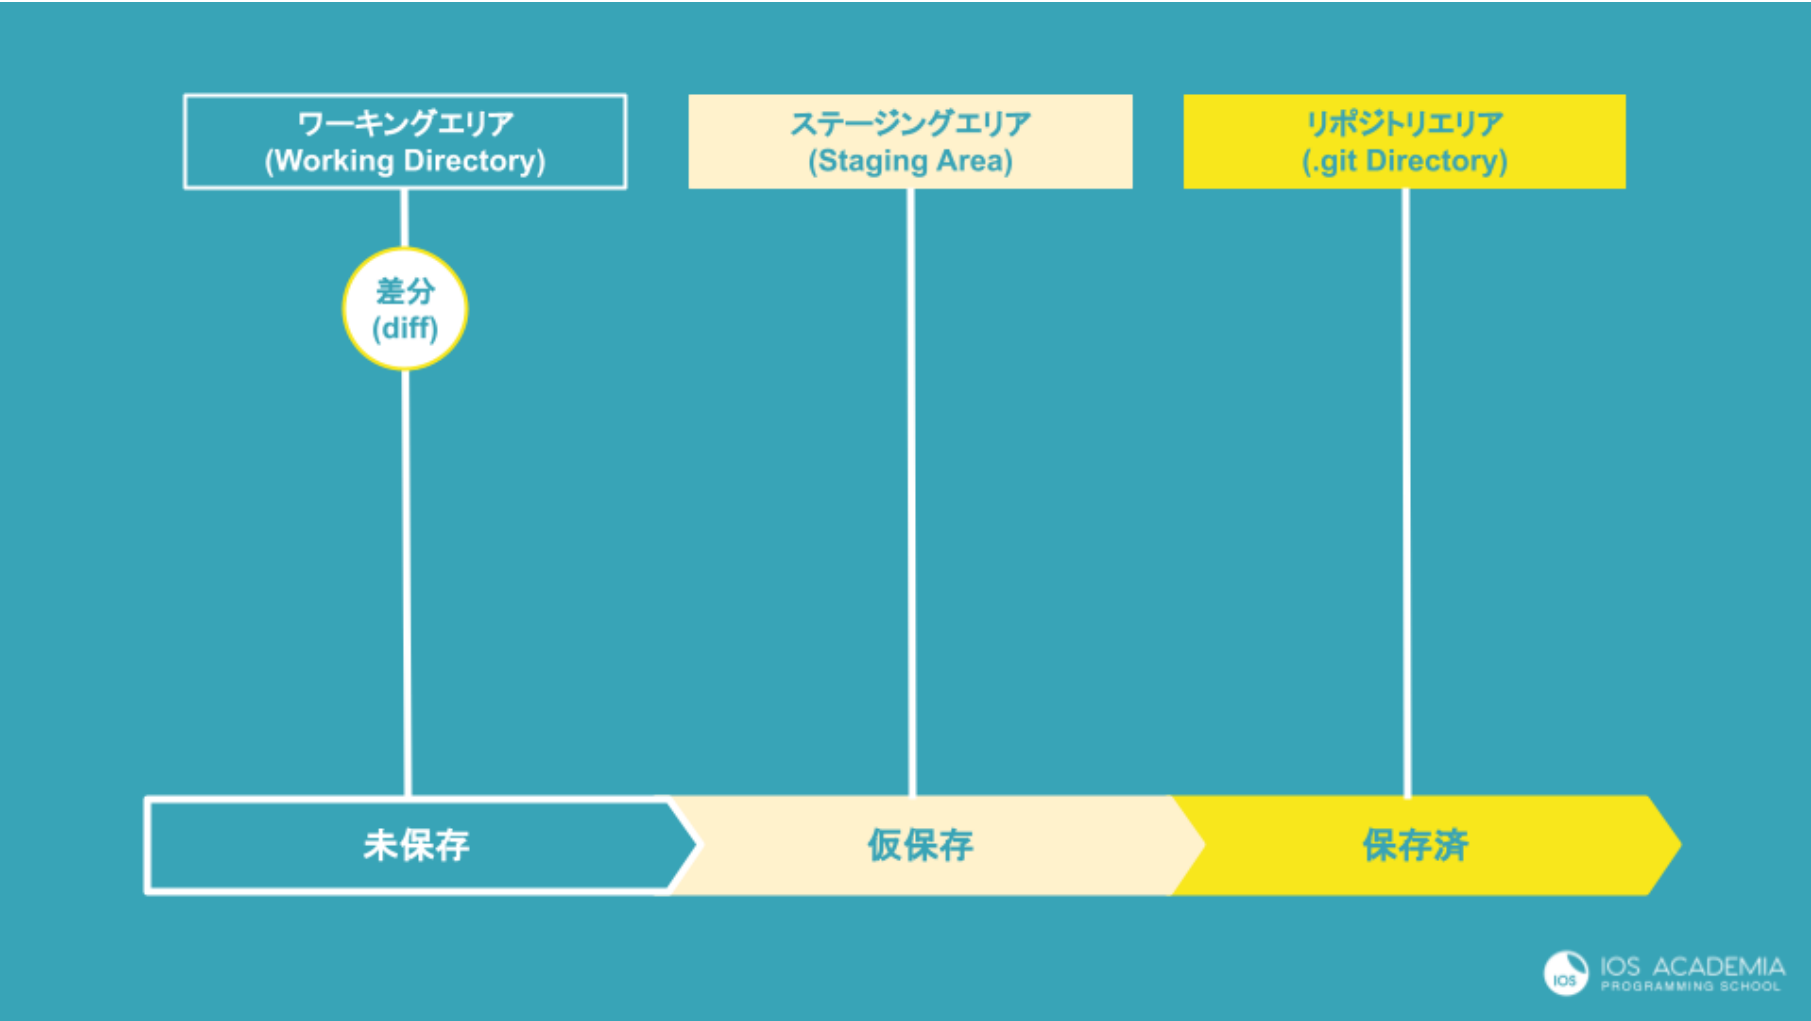 ワーキングエリア
(Working Directory)
ステージングエリア
(Staging Area)
リポジトリエリア
(.git Directory)
差分
(diff)
未保存
仮保存
保存済
IOS
IOS ACADEMIA
PROGRAMMING SCHOOL